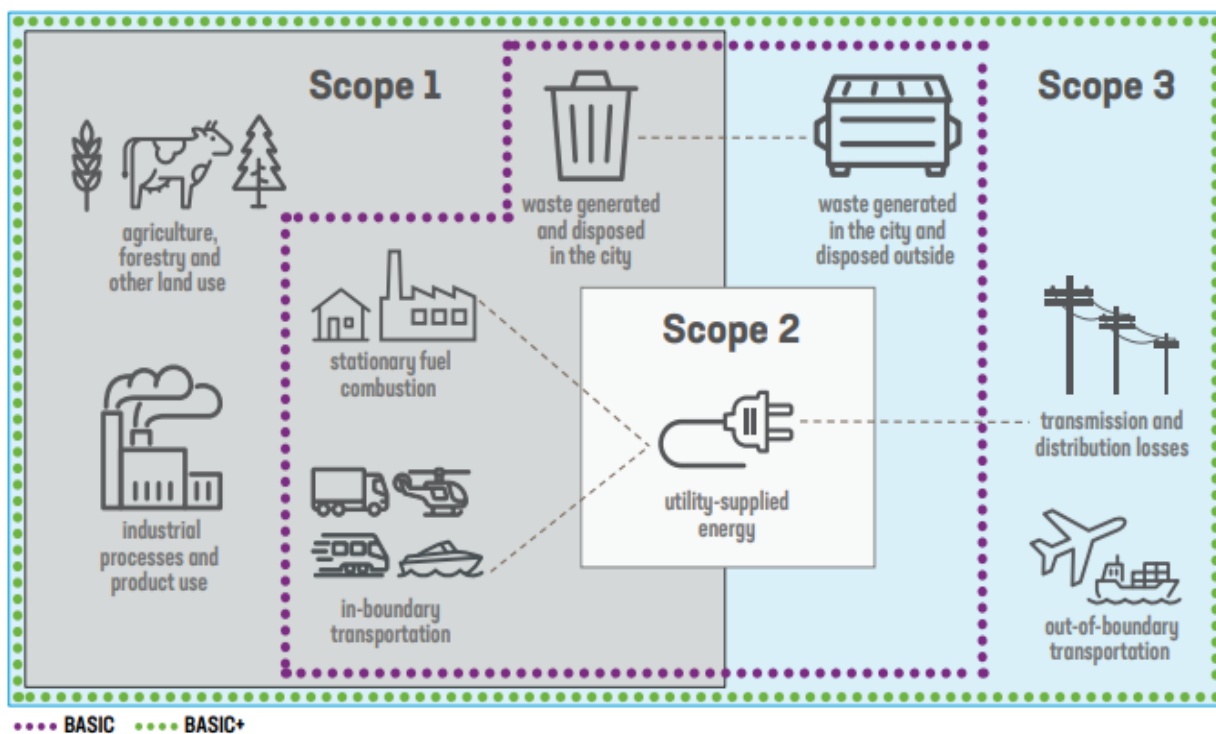 Scope 1
Scope 3
agriculture,
forestry and
other land use
waste generated
and disposed
in the city
waste generated
in the city and
disposed outside
stationary fuel
combustion
Scope 2
utility-supplied
energy
transmission and
distribution losses
industrial
processes and
product use
in-boundary
transportation
out-of-boundary
transportation
BASIC
BASIC+